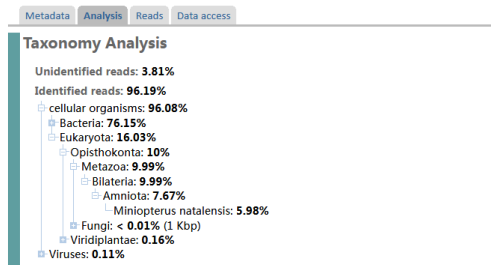 Metadata Analysis Reads Data access
Taxonomy Analysis
Unidentified reads: 3.81%
Identified reads: 96.19%
cellular organisms: 96.08%
Bacteria: 76.15%
Eukaryota: 16.03%
Opisthokonta: 10%
Metazoa: 9.99%
Bilateria: 9.99%
Amniota: 7.67%
Miniopterus natalensis: 5.98%
Fungi: < 0.01% (1 Kbp)
Viridiplantae: 0.16%
Viruses: 0.11%